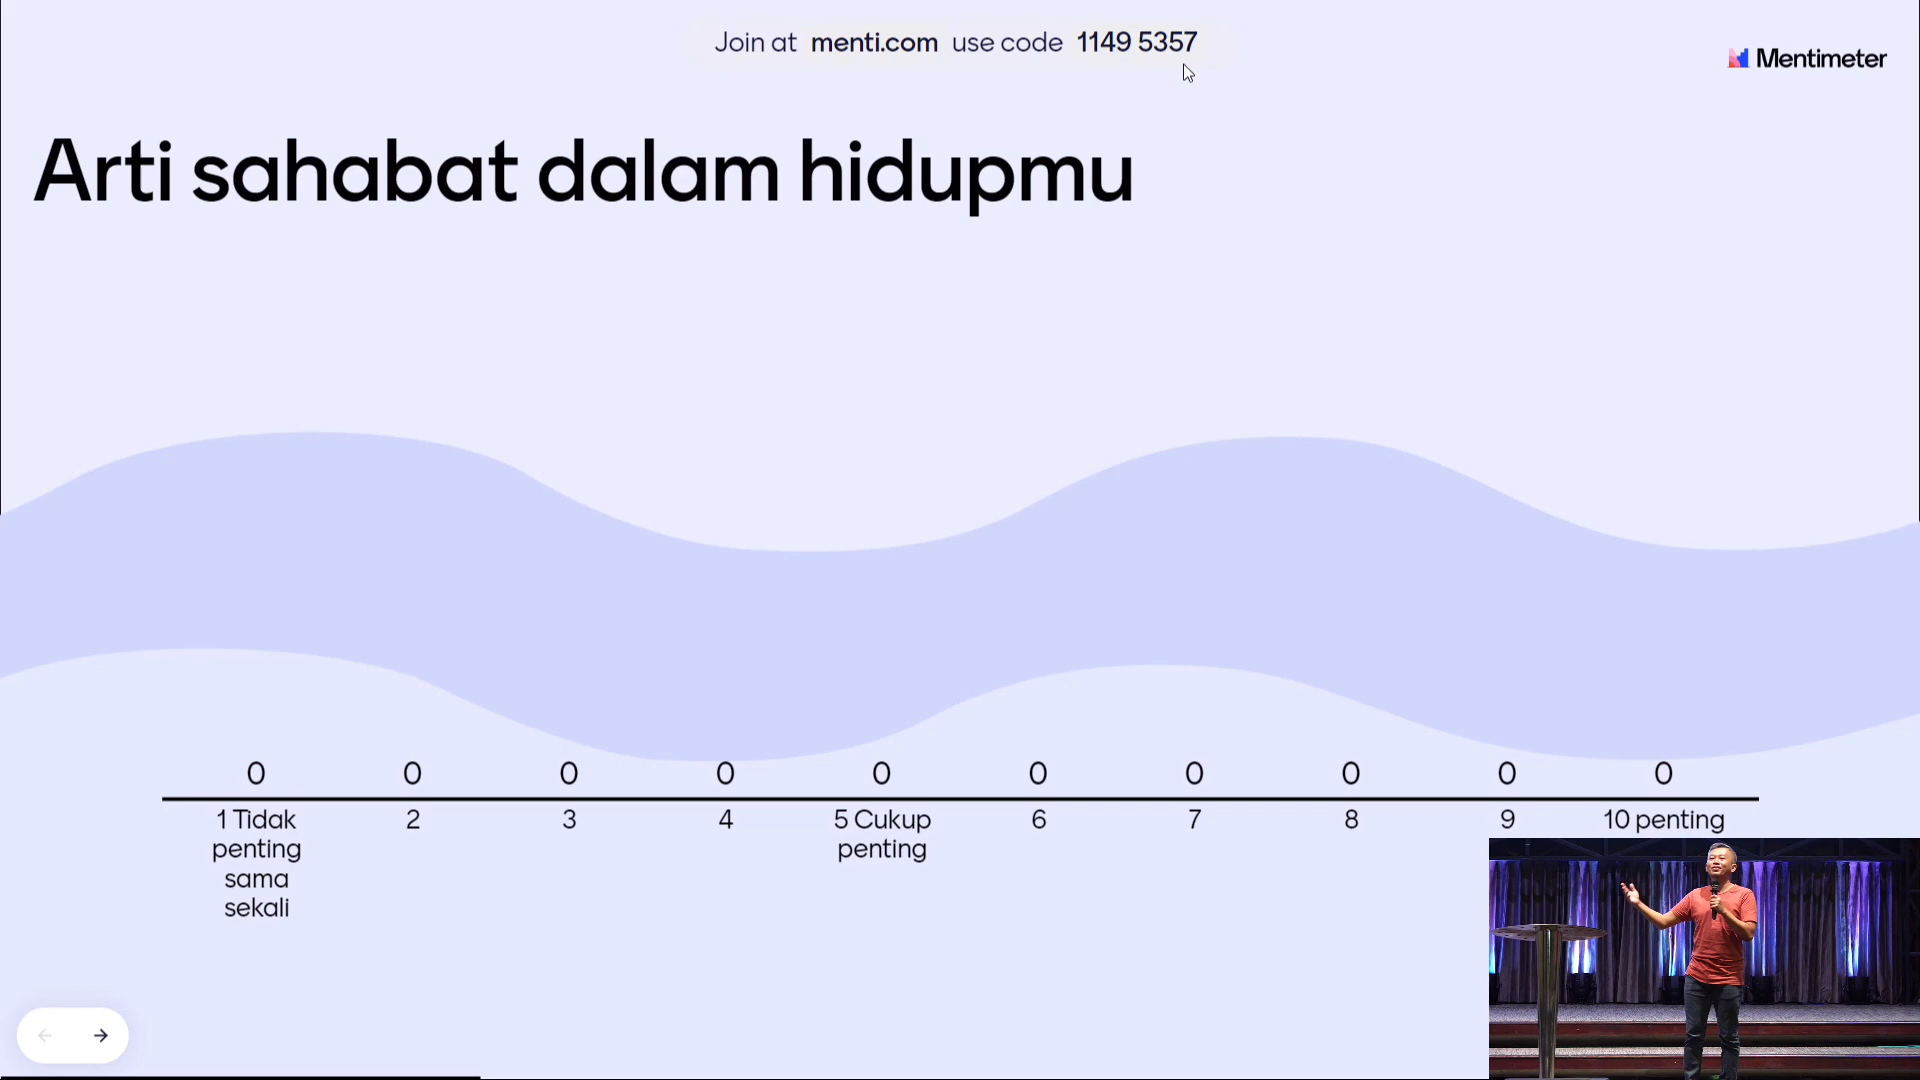 Join at menti.com use code 1149 5357
Mentimeter
Arti sahabat dalam hidupmu
0 0 0 0 0 0 0 0 0 0
1 Tidak penting sama sekali
2
3
4
5 Cukup penting
6
7
8
9
10 penting